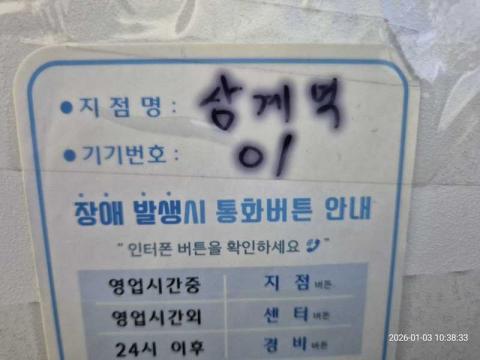 ● 지점명 : 삼계역
● 기기번호 : 01
장애 발생시 통화버튼 안내
"인터폰 버튼을 확인하세요"
영업시간중 지점 버튼
영업시간외 센터 버튼
24시 이후 경비 버튼
2026-01-03 10:38:33